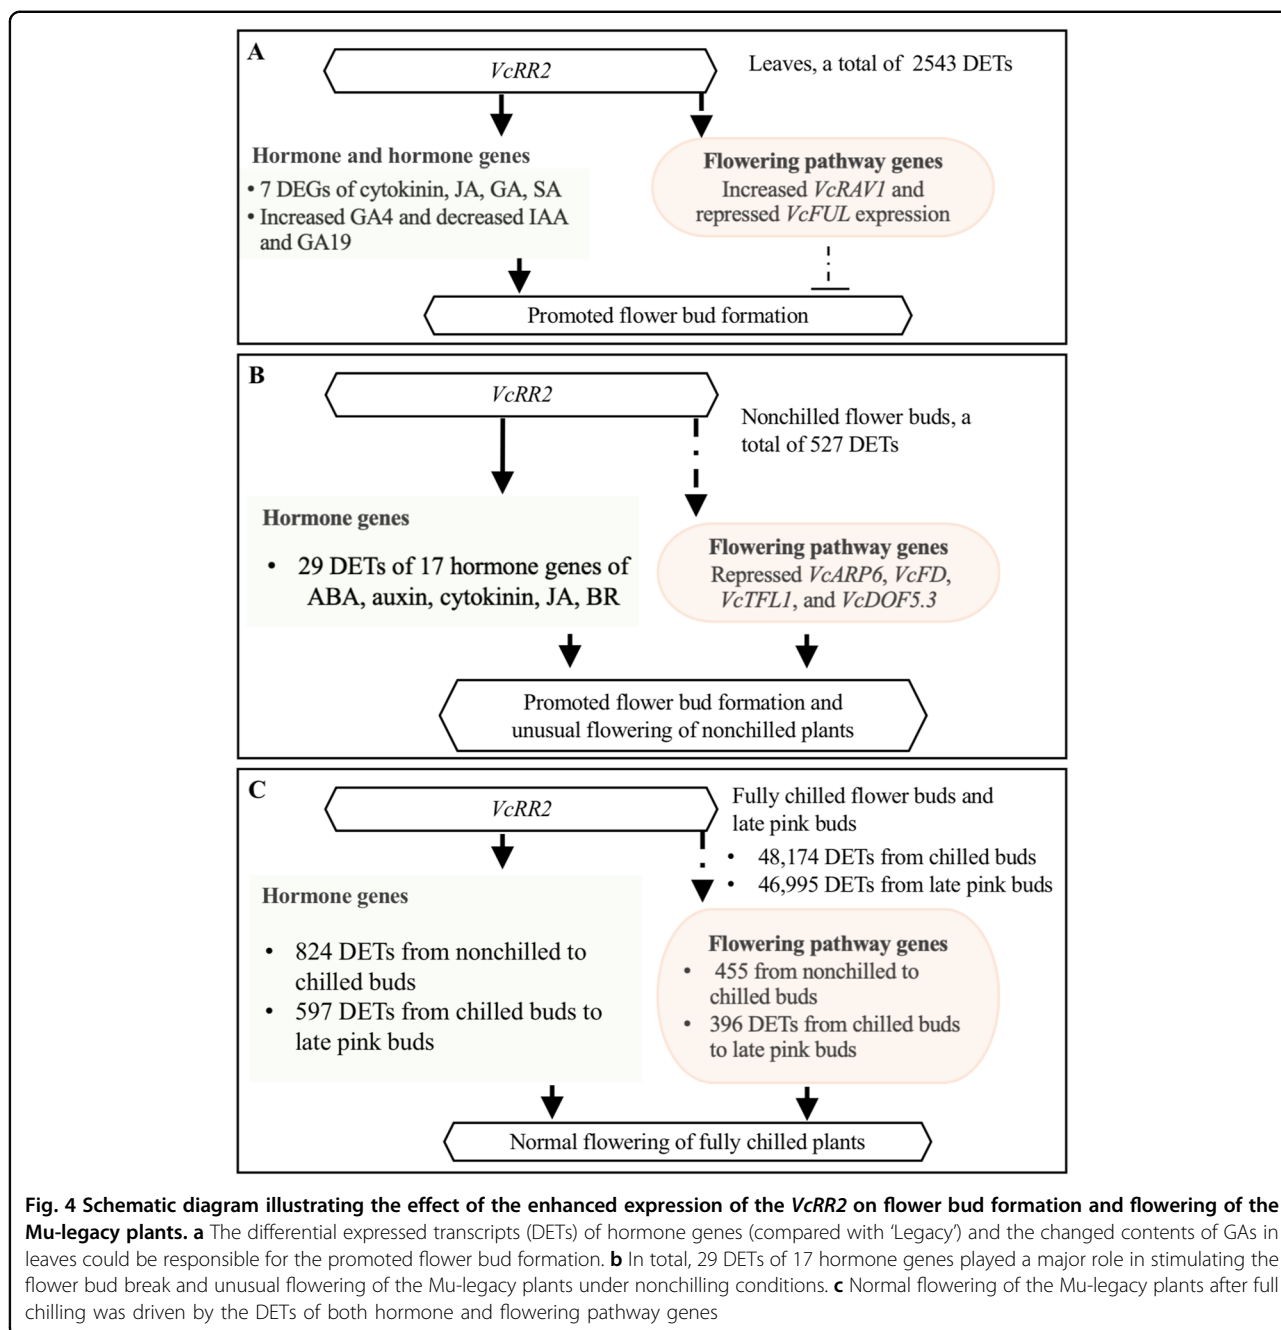 A
VcRR2
Leaves, a total of 2543 DETs
Hormone and hormone genes
• 7 DEGs of cytokinin, JA, GA, SA
• Increased GA4 and decreased IAA
and GA19
Flowering pathway genes
Increased VcRAV1 and
repressed VcFUL expression
Promoted flower bud formation
B
VcRR2
Nonchilled flower buds, a
total of 527 DETs
Hormone genes
• 29 DETs of 17 hormone genes of
ABA, auxin, cytokinin, JA, BR
Flowering pathway genes
Repressed VcARP6, VcFD,
VcTFL1, and VcDOF5.3
Promoted flower bud formation and
unusual flowering of nonchilled plants
C
VcRR2
Fully chilled flower buds and
late pink buds
• 48,174 DETs from chilled buds
• 46,995 DETs from late pink buds
Hormone genes
• 824 DETs from nonchilled to
chilled buds
• 597 DETs from chilled buds to
late pink buds
Flowering pathway genes
• 455 from nonchilled to
chilled buds
• 396 DETs from chilled buds
to late pink buds
Normal flowering of fully chilled plants
Fig. 4 Schematic diagram illustrating the effect of the enhanced expression of the VcRR2 on flower bud formation and flowering of the
Mu-legacy plants. a The differential expressed transcripts (DETs) of hormone genes (compared with ‘Legacy’) and the changed contents of GAs in
leaves could be responsible for the promoted flower bud formation. b In total, 29 DETs of 17 hormone genes played a major role in stimulating the
flower bud break and unusual flowering of the Mu-legacy plants under nonchilling conditions. c Normal flowering of the Mu-legacy plants after full
chilling was driven by the DETs of both hormone and flowering pathway genes